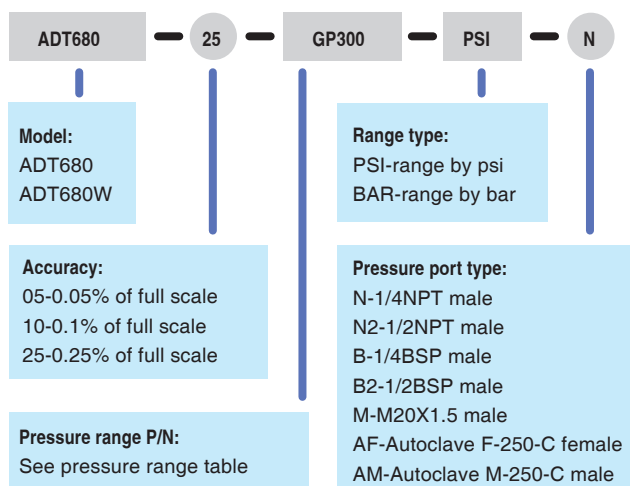 ADT680 — 25 — GP300 — PSI — N
Model:
ADT680
ADT680W
Range type:
PSI-range by psi
BAR-range by bar
Accuracy:
05-0.05% of full scale
10-0.1% of full scale
25-0.25% of full scale
Pressure port type:
N-1/4NPT male
N2-1/2NPT male
B-1/4BSP male
B2-1/2BSP male
M-M20X1.5 male
AF-Autoclave F-250-C female
AM-Autoclave M-250-C male
Pressure range P/N:
See pressure range table